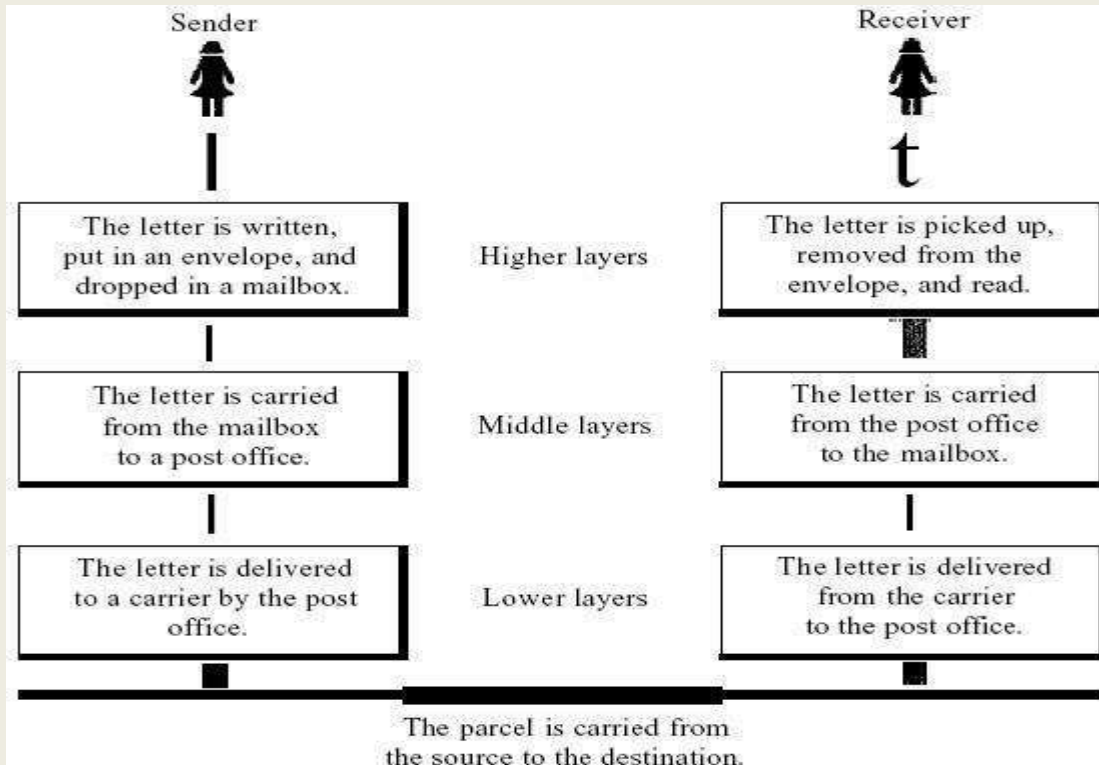 Sender
Receiver
t
The letter is written,
put in an envelope, and
dropped in a mailbox.
Higher layers
The letter is picked up,
removed from the
envelope, and read.
The letter is carried
from the mailbox
to a post office.
Middle layers
The letter is carried
from the post office
to the mailbox.
The letter is delivered
to a carrier by the post
office.
Lower layers
The letter is delivered
from the carrier
to the post office.
The parcel is carried from
the source to the destination.